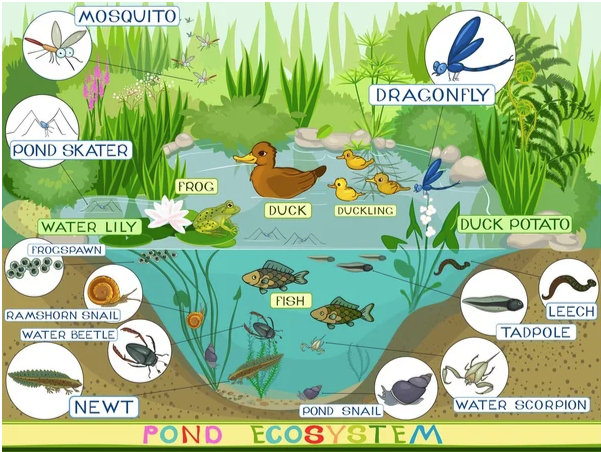 MOSQUITO
DRAGONFLY
POND SKATER
FROG
DUCK
DUCKLING
WATER LILY
DUCK POTATO
FROGSPAWN
FISH
LEECH
RAMSHORN SNAIL
TADPOLE
WATER BEETLE
NEWT
POND SNAIL
WATER SCORPION
POND ECOSYSTEM